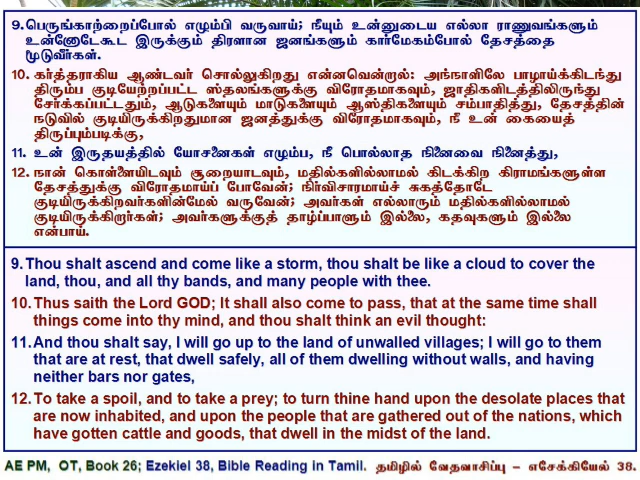 9.பெருங்காற்றைப்போல் எழும்பி வருவாய்; நீயும் உன்னுடைய எல்லா ராணுவங்களும்
உன்னோடேகூட இருக்கும் திரளான ஜனங்களும் கார்மேகம்போல் தேசத்தை
மூடுவீர்கள்.
10. கர்த்தராகிய ஆண்டவர் சொல்லுகிறது என்னவென்றால்: அந்நாளிலே பாழாய்க்கிடந்து
திரும்ப குடியேற்றப்பட்ட ஸ்தலங்களுக்கு விரோதமாகவும், ஜாதிகளிடத்திலிருந்து
சேர்க்கப்பட்டதும், ஆடுகளையும் மாடுகளையும் ஆஸ்திகளையும் சம்பாதித்து, தேசத்தின்
நடுவில் குடியிருக்கிறதுமான ஜனத்துக்கு விரோதமாகவும், நீ உன் கையைத்
திருப்பும்படிக்கு,
11. உன் இருதயத்தில் யோசனைகள் எழும்ப, நீ பொல்லாத நினைவை நினைத்து,
12. நான் கொள்ளையிடவும் சூறையாடவும், மதில்களில்லாமல் கிடக்கிற கிராமங்களுள்ள
தேசத்துக்கு விரோதமாய்ப் போவேன்; நிர்விசாரமாய்ச் சுகத்தோடே
குடியிருக்கிறவர்களின்மேல் வருவேன்; அவர்கள் எல்லாரும் மதில்களில்லாமல்
குடியிருக்கிறார்கள்; அவர்களுக்குத் தாழ்ப்பாளும் இல்லை, கதவுகளும் இல்லை
என்பாய்.
9. Thou shalt ascend and come like a storm, thou shalt be like a cloud to cover the
land, thou, and all thy bands, and many people with thee.
10. Thus saith the Lord GOD; It shall also come to pass, that at the same time shall
things come into thy mind, and thou shalt think an evil thought:
11. And thou shalt say, I will go up to the land of unwalled villages; I will go to them
that are at rest, that dwell safely, all of them dwelling without walls, and having
neither bars nor gates,
12. To take a spoil, and to take a prey; to turn thine hand upon the desolate places that
are now inhabited, and upon the people that are gathered out of the nations, which
have gotten cattle and goods, that dwell in the midst of the land.
AE PM, OT, Book 26; Ezekiel 38, Bible Reading in Tamil. தமிழில் வேதவாசிப்பு – எசேக்கியேல் 38.